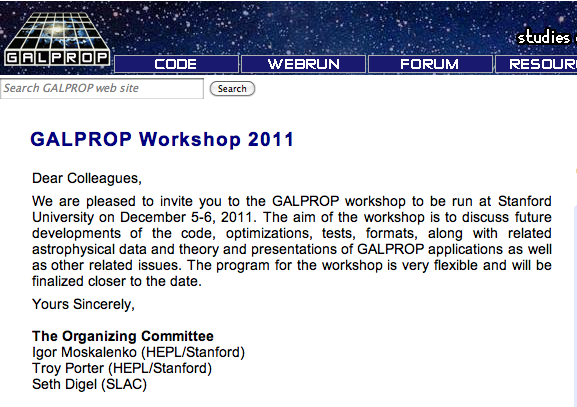 studies
GALPROP
CODE
WEBRUN
FORUM
RESOUR
Search GALPROP web site
Search
GALPROP Workshop 2011
Dear Colleagues,
We are pleased to invite you to the GALPROP workshop to be run at Stanford
University on December 5-6, 2011. The aim of the workshop is to discuss future
developments of the code, optimizations, tests, formats, along with related
astrophysical data and theory and presentations of GALPROP applications as well
as other related issues. The program for the workshop is very flexible and will be
finalized closer to the date.
Yours Sincerely,
The Organizing Committee
Igor Moskalenko (HEPL/Stanford)
Troy Porter (HEPL/Stanford)
Seth Digel (SLAC)